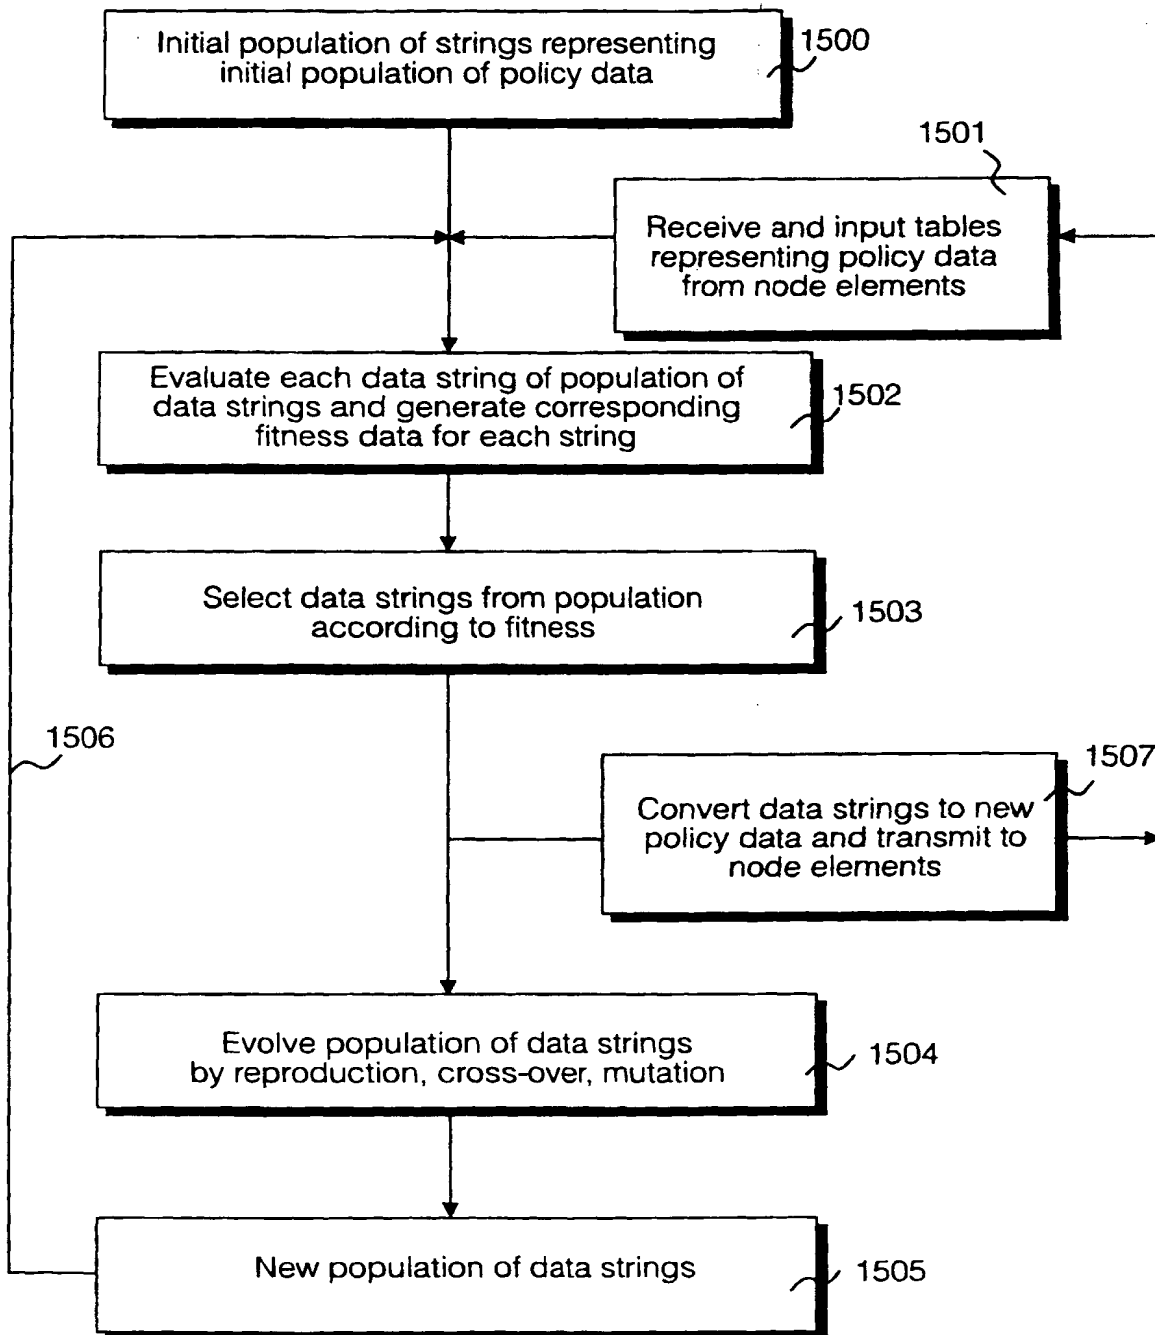 Initial population of strings representing
initial population of policy data
1500
1501
Receive and input tables
representing policy data
from node elements
Evaluate each data string of population of
data strings and generate corresponding
fitness data for each string
1502
Select data strings from population
according to fitness
1503
1506
1507
Convert data strings to new
policy data and transmit to
node elements
Evolve population of data strings
by reproduction, cross-over, mutation
1504
New population of data strings
1505